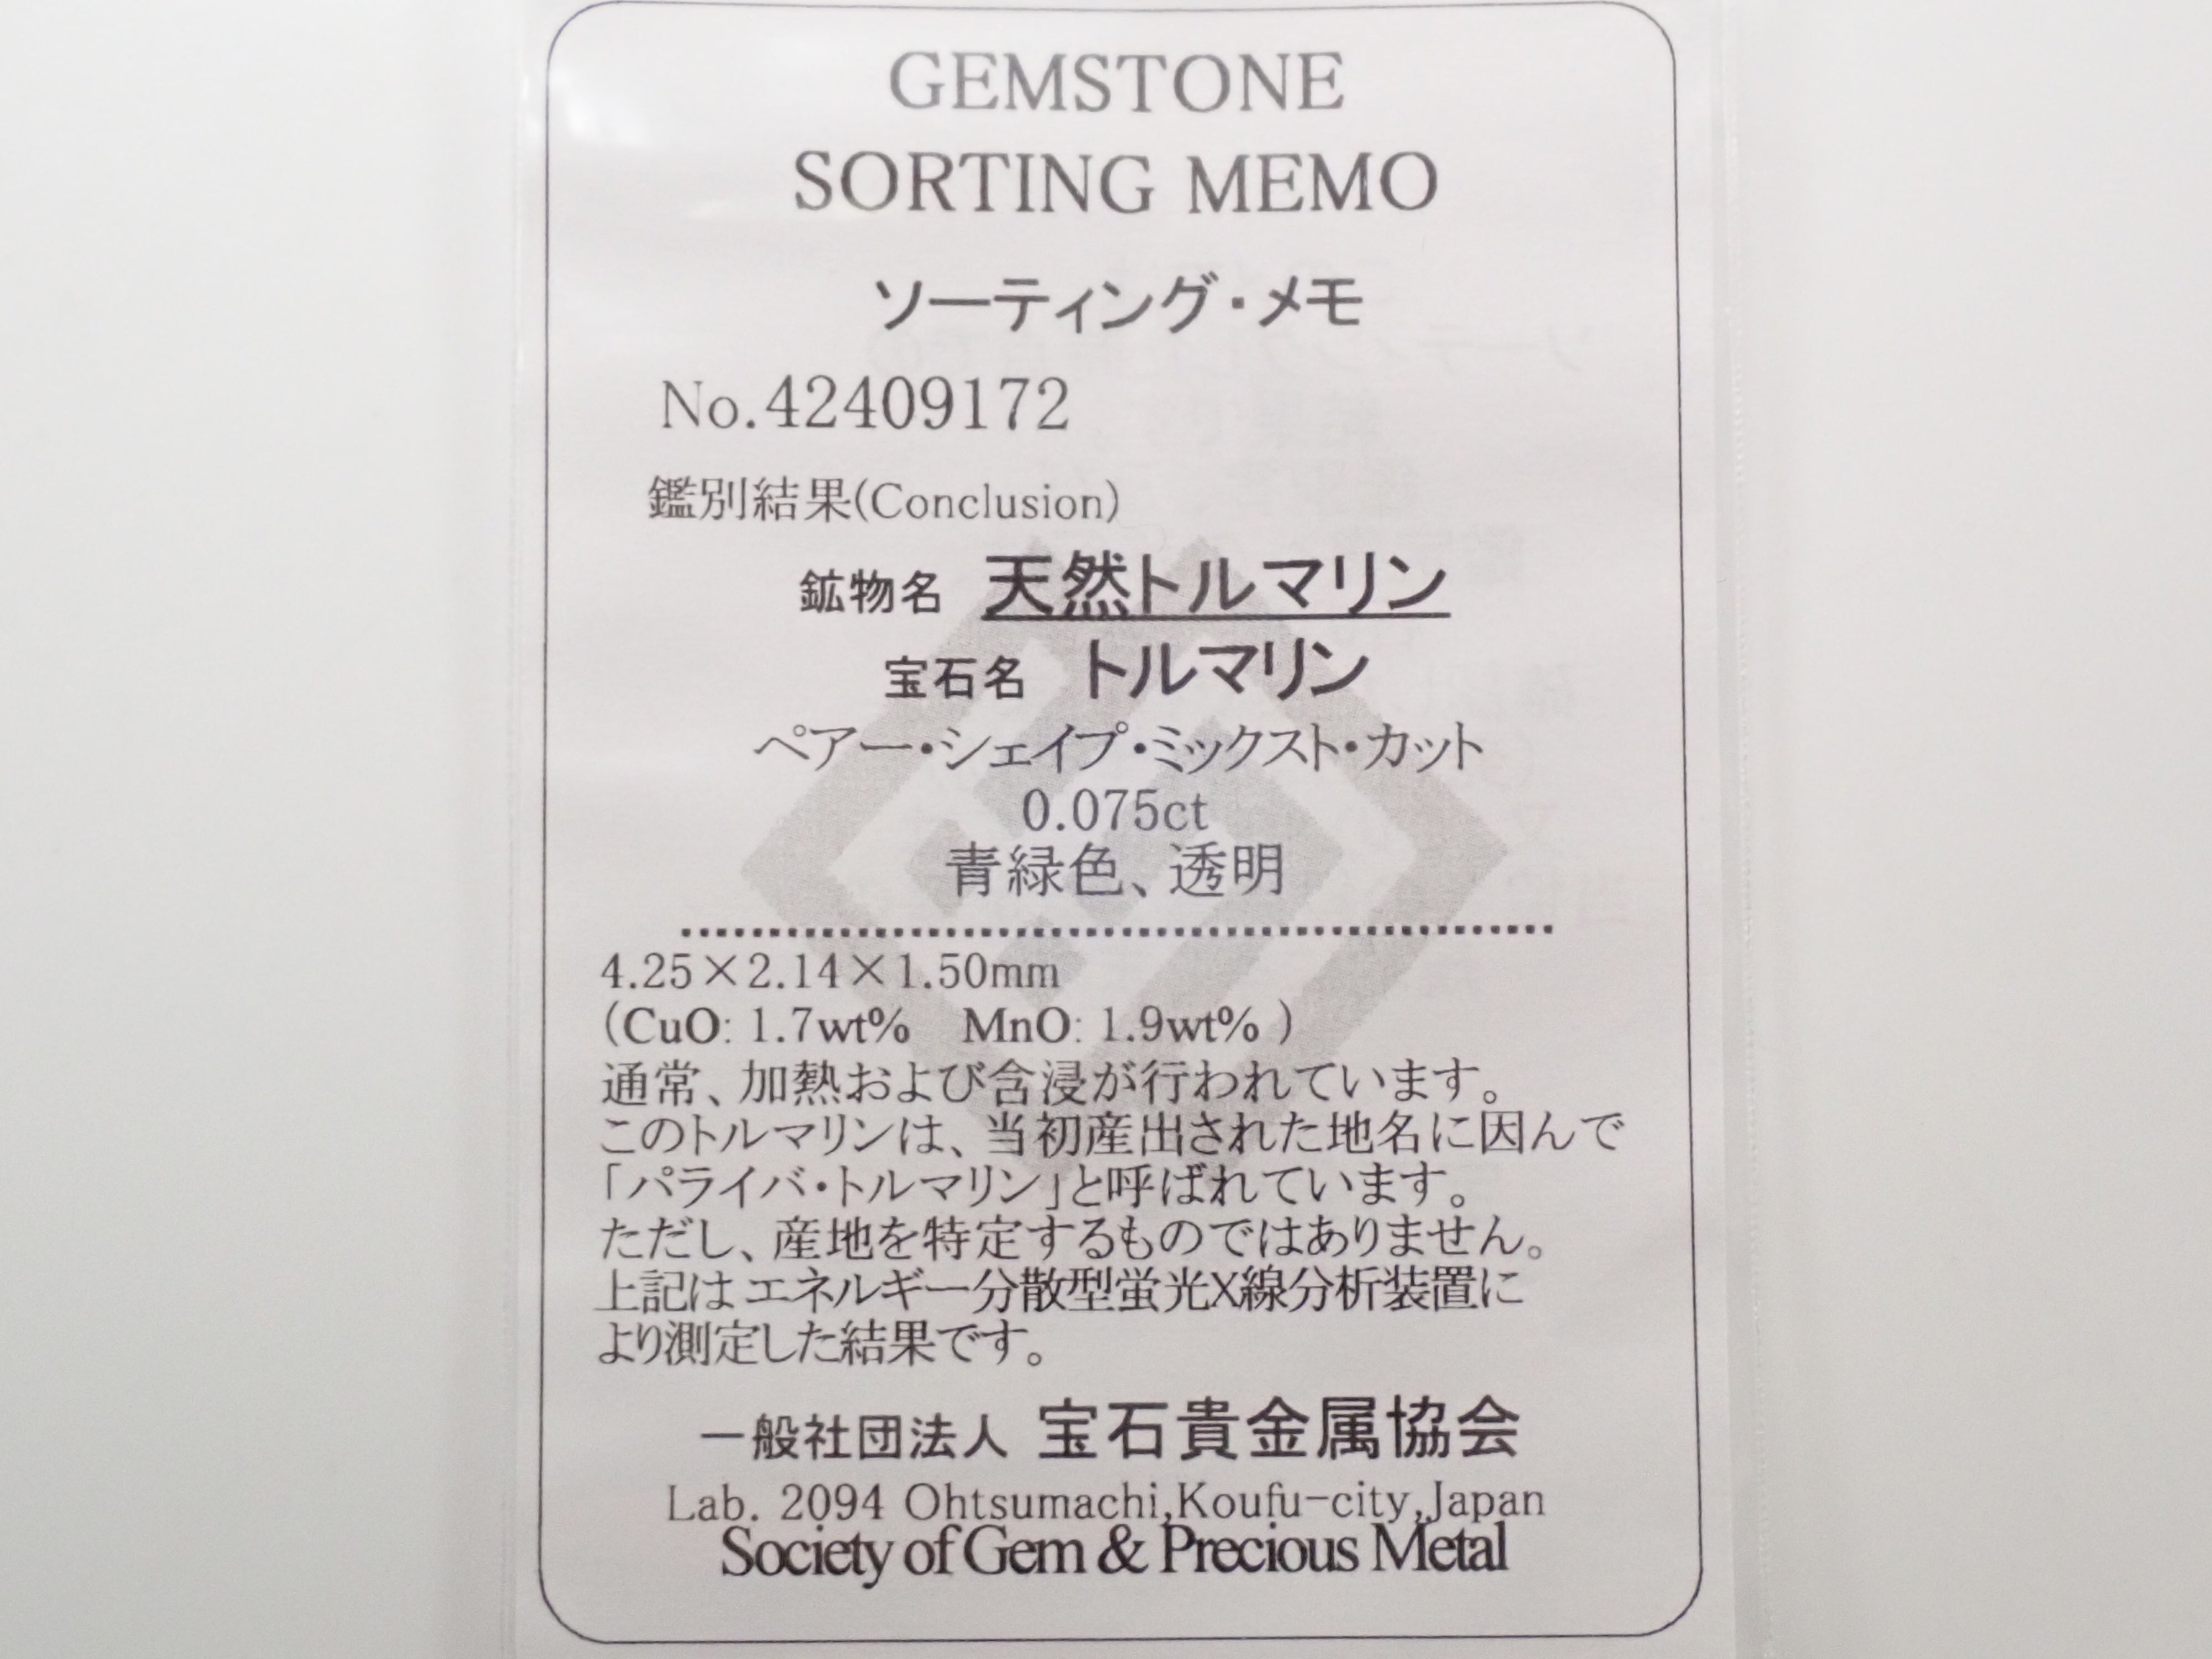 GEMSTONE
SORTING MEMO
ソーティング・メモ
No.42409172
鑑別結果(Conclusion)
鉱物名 天然トルマリン
宝石名 トルマリン
ペアー・シェイプ・ミックスト・カット
0.075ct
青緑色、透明
4.25×2.14×1.50mm
(CuO: 1.7wt% MnO: 1.9wt% )
通常、加熱および含浸が行われています。
このトルマリンは、当初産出された地名に因んで
「パライバ・トルマリン」と呼ばれています。
ただし、産地を特定するものではありません。
上記はエネルギー分散型蛍光X線分析装置に
より測定した結果です。
一般社団法人 宝石貴金属協会
Lab. 2094 Ohtsumachi,Koufu-city,Japan
Society of Gem & Precious Metal